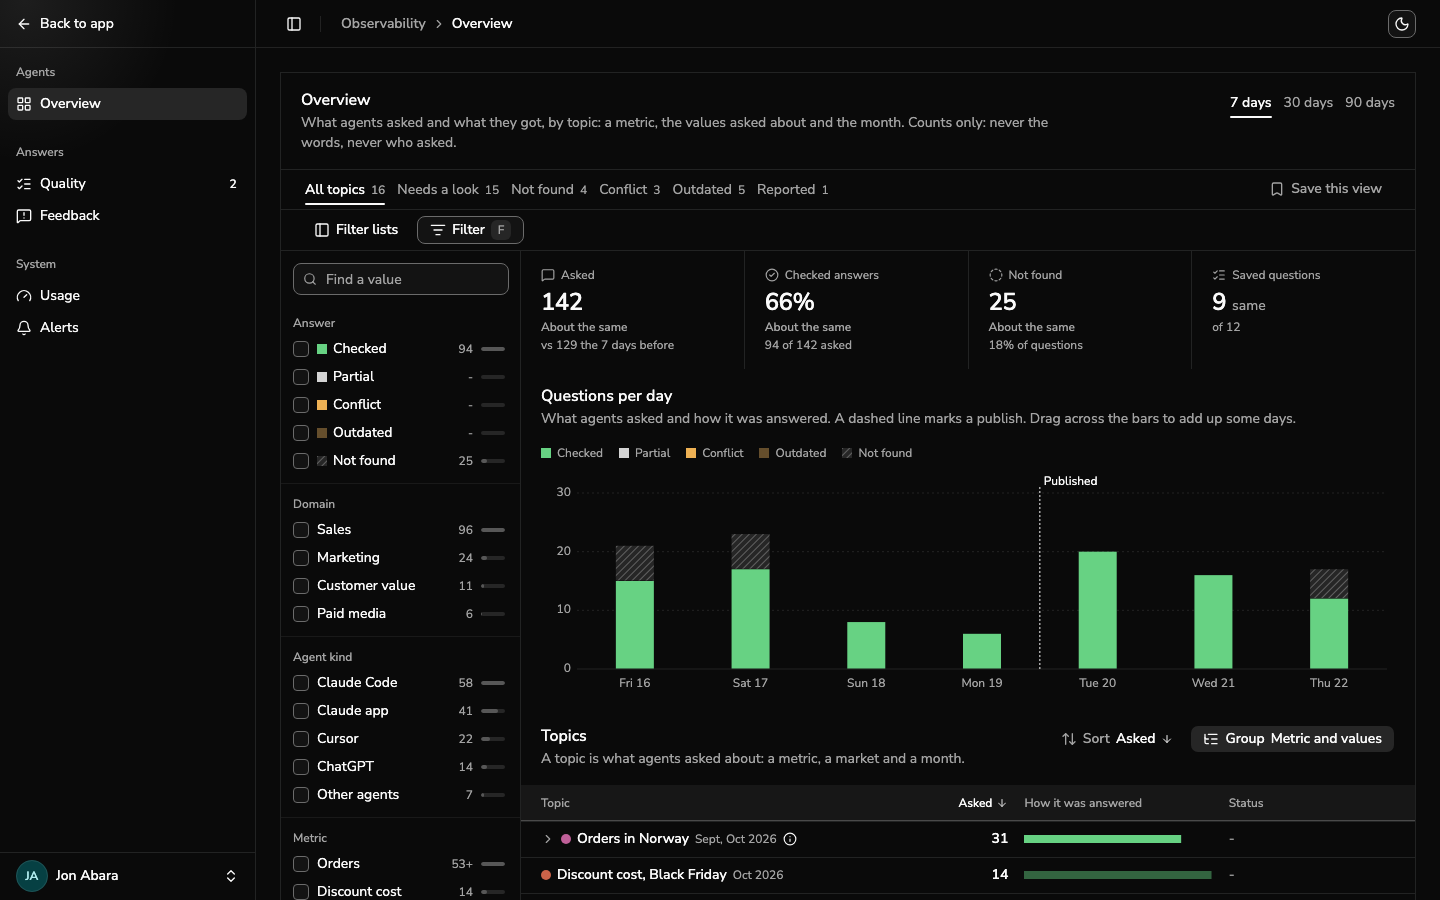 Back to app
Observability > Overview
Agents
Overview
Answers
Quality 2
Feedback
System
Usage
Alerts
JA Jon Abara
Overview
7 days 30 days 90 days
What agents asked and what they got, by topic: a metric, the values asked about and the month. Counts only: never the
words, never who asked.
All topics 16 Needs a look 15 Not found 4 Conflict 3 Outdated 5 Reported 1
Save this view
Filter lists Filter F
Find a value
Answer
Checked 94
Partial -
Conflict -
Outdated -
Not found 25
Domain
Sales 96
Marketing 24
Customer value 11
Paid media 6
Agent kind
Claude Code 58
Claude app 41
Cursor 22
ChatGPT 14
Other agents 7
Metric
Orders 53+
Discount cost 14
Asked
142
About the same
vs 129 the 7 days before
Checked answers
66%
About the same
94 of 142 asked
Not found
25
About the same
18% of questions
Saved questions
9 same
of 12
Questions per day
What agents asked and how it was answered. A dashed line marks a publish. Drag across the bars to add up some days.
Checked Partial Conflict Outdated Not found
Published
30
20
10
0
Fri 16 Sat 17 Sun 18 Mon 19 Tue 20 Wed 21 Thu 22
Topics
A topic is what agents asked about: a metric, a market and a month.
Sort Asked ↓
Group Metric and values
Topic Asked ↓ How it was answered Status
Orders in Norway Sept, Oct 2026 31 -
Discount cost, Black Friday Oct 2026 14 -